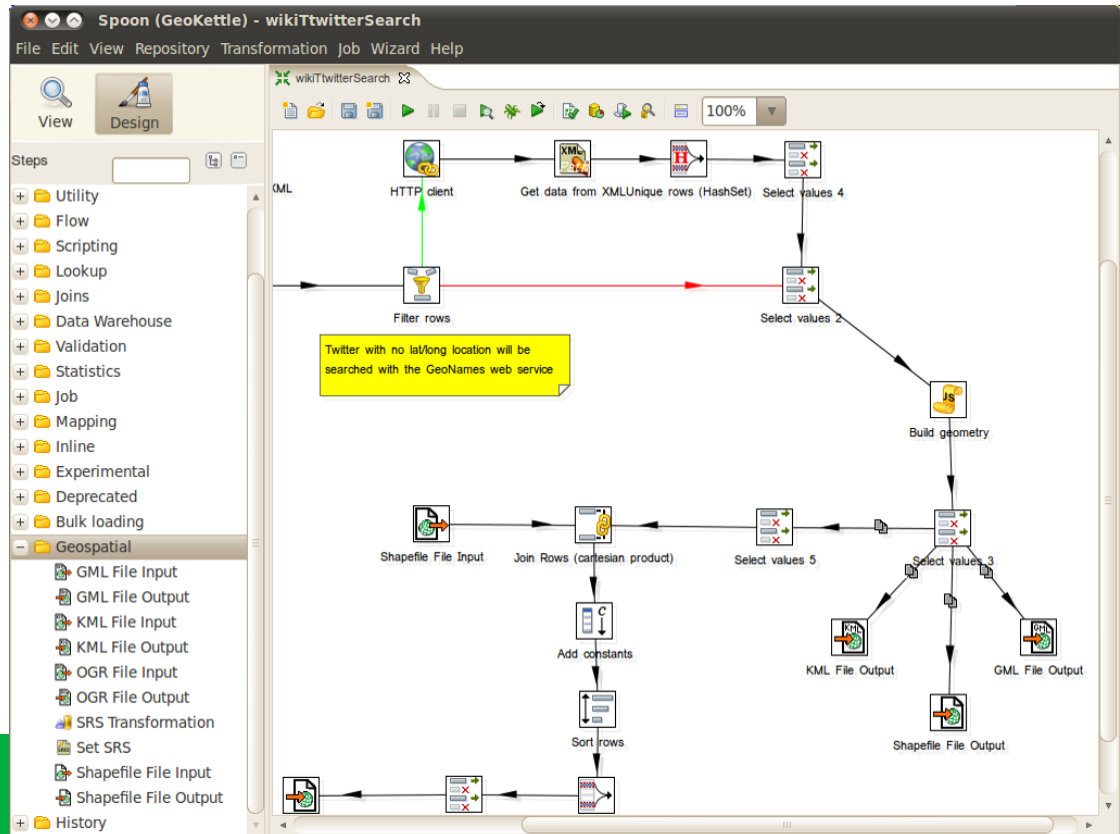 Spoon (GeoKettle) - wikiTtwitterSearch
File Edit View Repository Transformation Job Wizard Help
View
Design
Steps
Utility
Flow
Scripting
Lookup
Joins
Data Warehouse
Validation
Statistics
Job
Mapping
Inline
Experimental
Deprecated
Bulk loading
Geospatial
GML File Input
GML File Output
KML File Input
KML File Output
OGR File Input
OGR File Output
SRS Transformation
Set SRS
Shapefile File Input
Shapefile File Output
History
wikiTtwitterSearch
100%
XML
HTTP client
Get data from XML
Unique rows (HashSet)
Select values 4
Filter rows
Select values 2
Twitter with no lat/long location will be
searched with the GeoNames web service
Build geometry
Shapefile File Input
Join Rows (cartesian product)
Select values 5
Select values 3
Add constants
KML File Output
GML File Output
Sort rows
Shapefile File Output